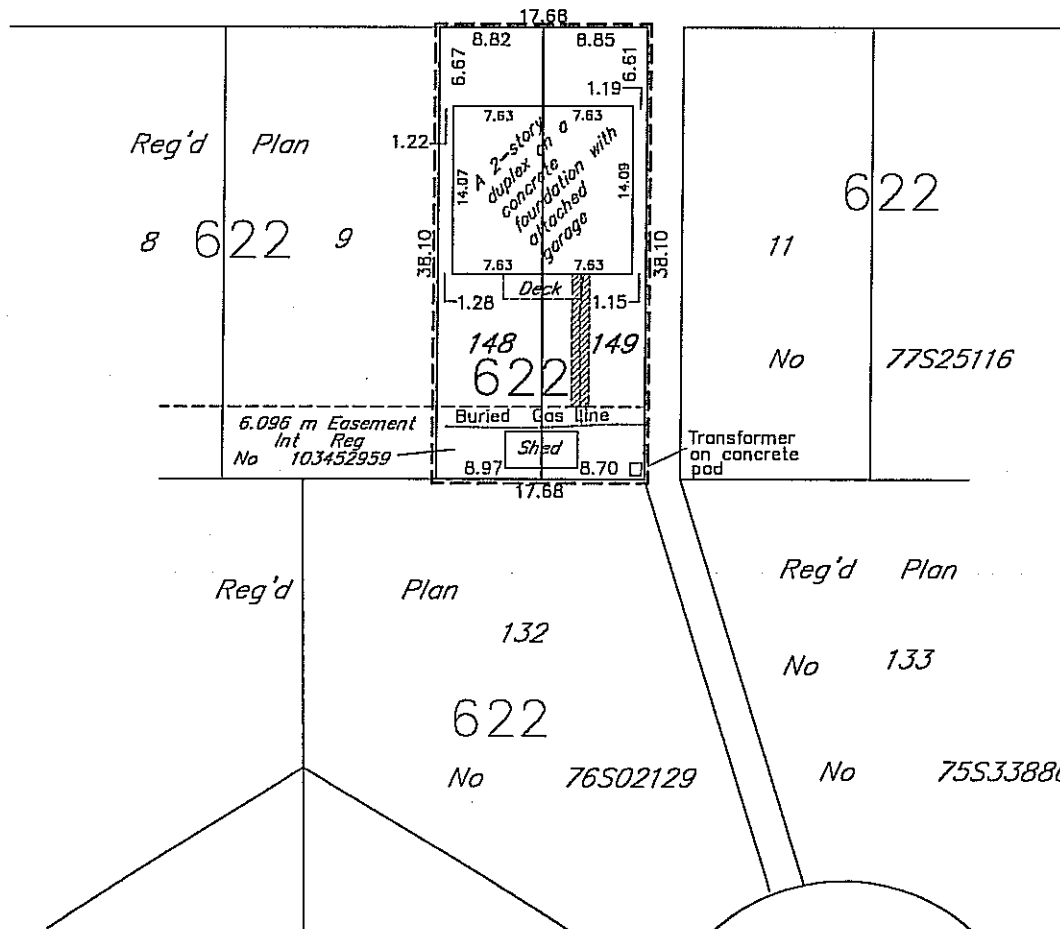 17.68
8.82 8.85
6.67
6.61
1.19
7.63 7.63
1.22
Reg'd Plan
A 2-story
duplex on a
concrete
foundation with
attached
garage
14.07
14.09
622
8 622 9
11
38.10
38.10
7.63 7.63
Deck
1.28 1.15
148 149
622
No 77S25116
6.096 m Easement
Int Reg
No 103452959
Buried Gas Line
Shed
Transformer
on concrete
pad
8.97 8.70
17.68
Reg'd Plan
132
622
No 76S02129
Reg'd Plan
No 133
No 75S3388